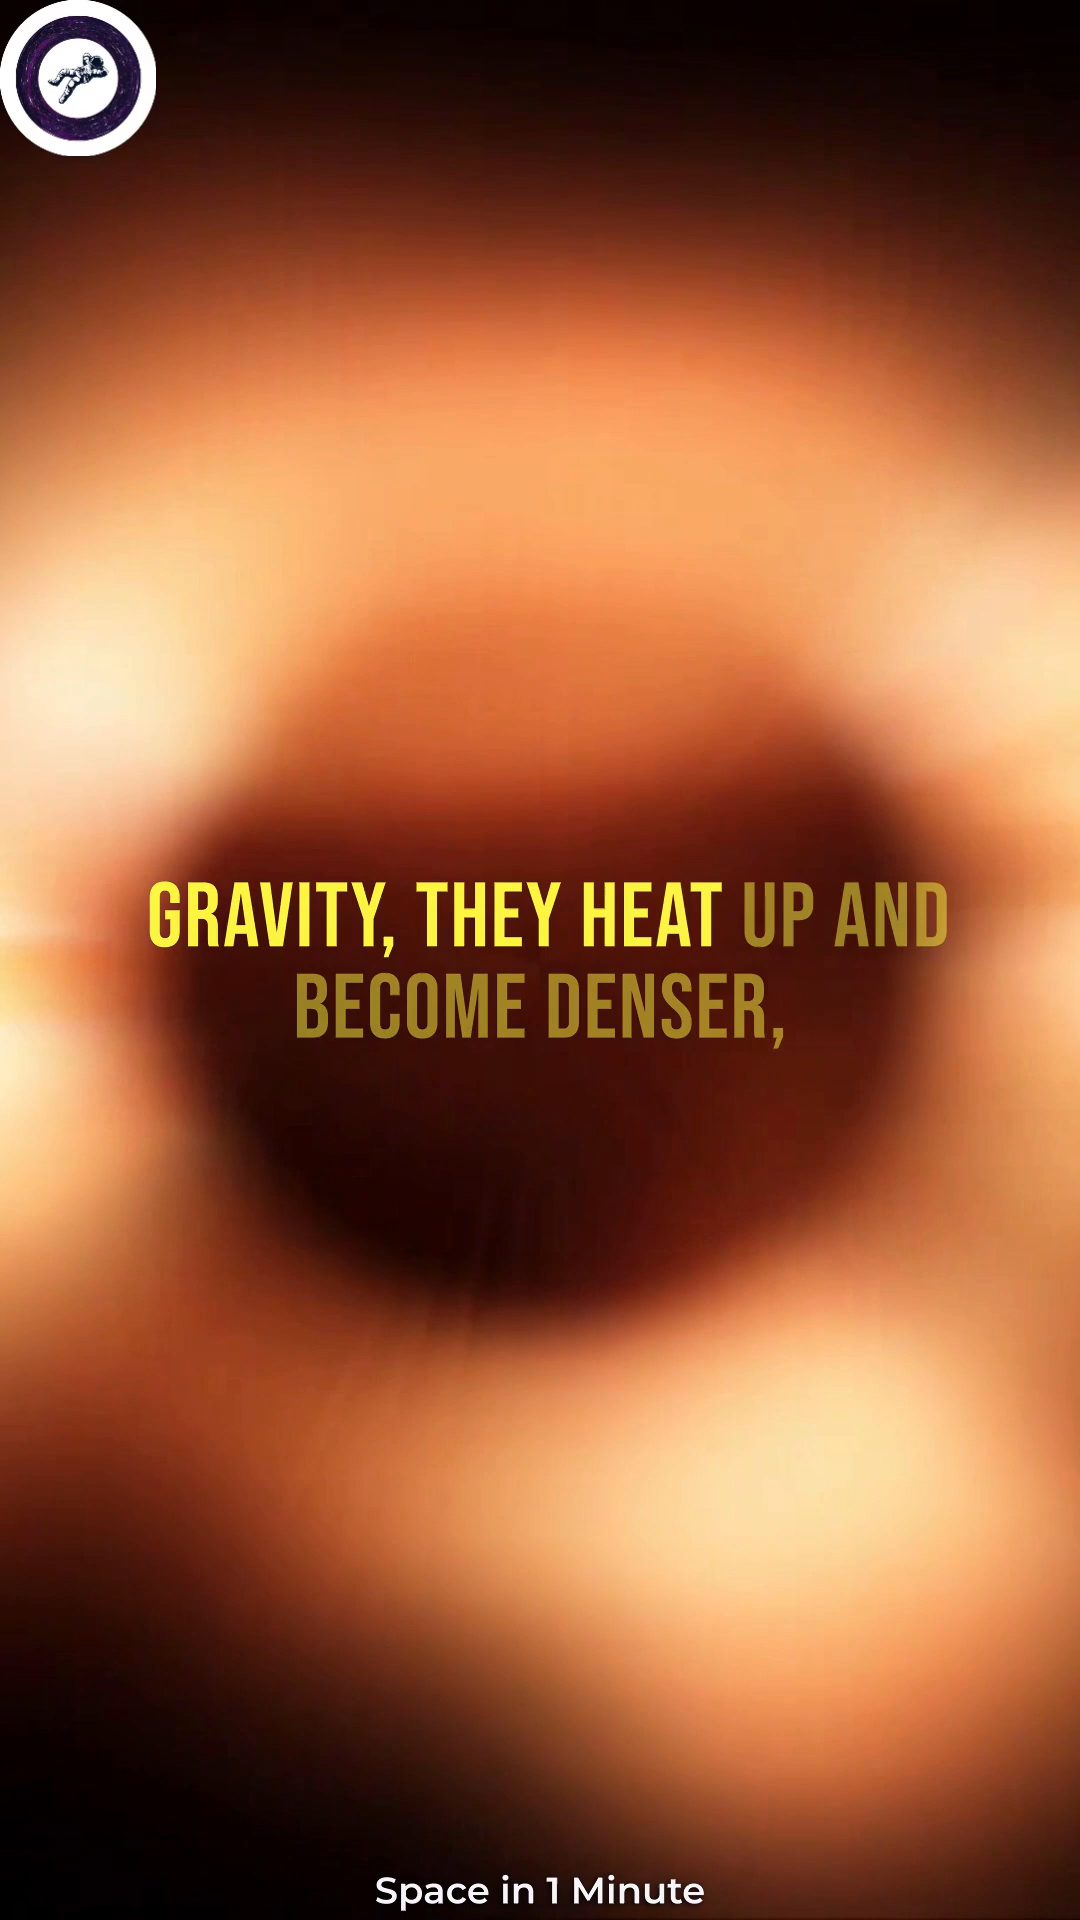 GRAVITY, THEY HEAT UP AND
BECOME DENSER,
Space in 1 Minute